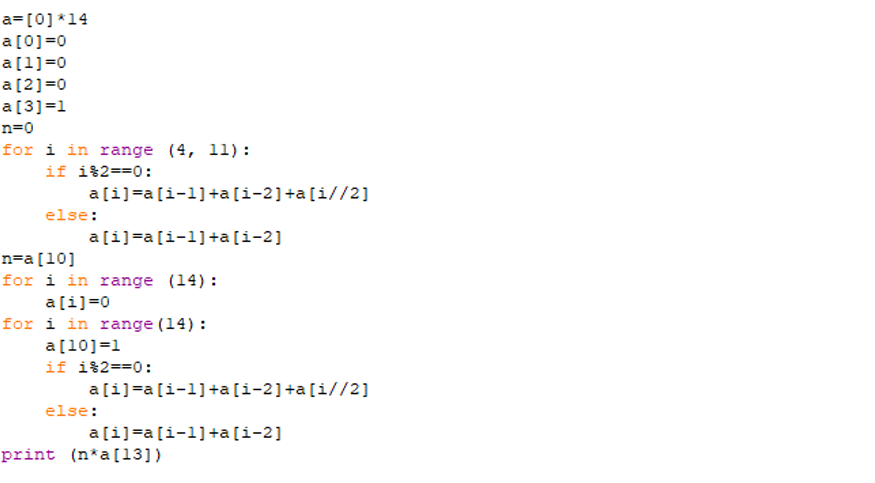 a=[0]*14
a[0]=0
a[1]=0
a[2]=0
a[3]=1
n=0
for i in range (4, 11):
    if i%2==0:
        a[i]=a[i-1]+a[i-2]+a[i//2]
    else:
        a[i]=a[i-1]+a[i-2]
n=a[10]
for i in range (14):
    a[i]=0
for i in range(14):
    a[10]=1
    if i%2==0:
        a[i]=a[i-1]+a[i-2]+a[i//2]
    else:
        a[i]=a[i-1]+a[i-2]
print (n*a[13])